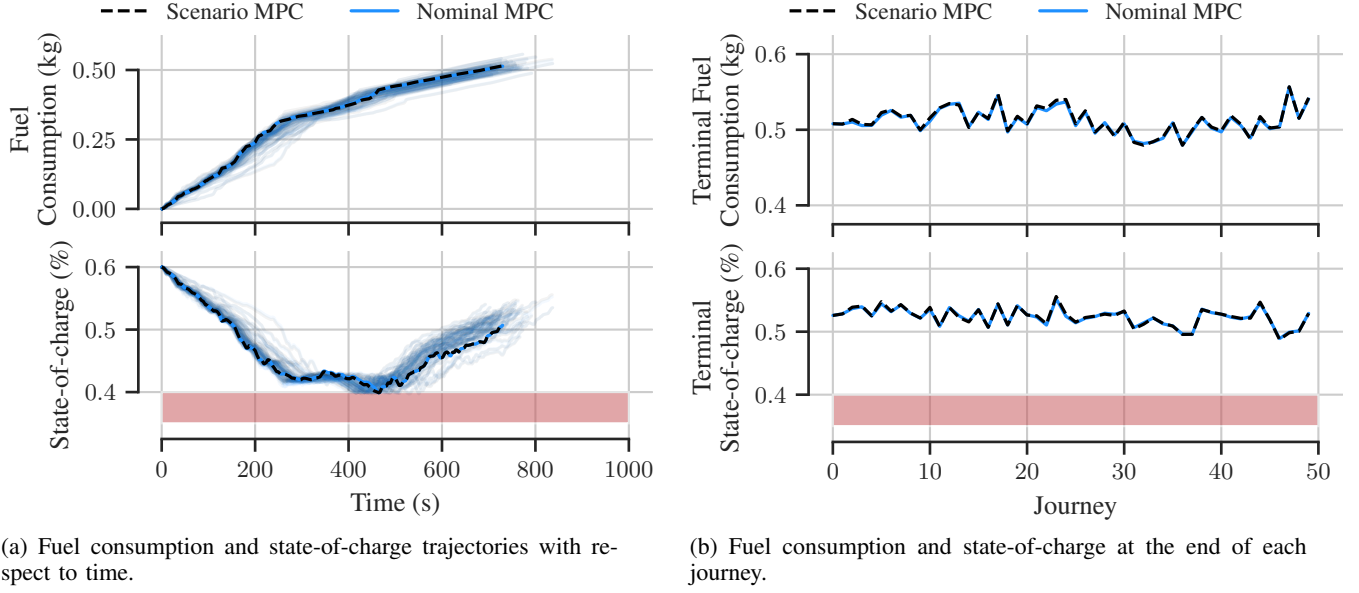 Scenario MPC Nominal MPC
Fuel
Consumption (kg)
0.50
0.25
0.00
State-of-charge (%)
0.6
0.5
0.4
0 200 400 600 800 1000
Time (s)
(a) Fuel consumption and state-of-charge trajectories with re-
spect to time.
Scenario MPC Nominal MPC
Terminal Fuel
Consumption (kg)
0.6
0.5
0.4
Terminal
State-of-charge (%)
0.6
0.5
0.4
0 10 20 30 40 50
Journey
(b) Fuel consumption and state-of-charge at the end of each
journey.